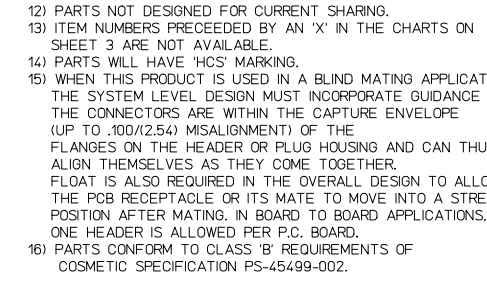 12) PARTS NOT DESIGNED FOR CURRENT SHARING.
13) ITEM NUMBERS PRECEEDED BY AN 'X' IN THE CHARTS ON
SHEET 3 ARE NOT AVAILABLE.
14) PARTS WILL HAVE 'HCS' MARKING.
15) WHEN THIS PRODUCT IS USED IN A BLIND MATING APPLICAT
THE SYSTEM LEVEL DESIGN MUST INCORPORATE GUIDANCE
THE CONNECTORS ARE WITHIN THE CAPTURE ENVELOPE
(UP TO .100/(2.54) MISALIGNMENT) OF THE
FLANGES ON THE HEADER OR PLUG HOUSING AND CAN THU
ALIGN THEMSELVES AS THEY COME TOGETHER.
FLOAT IS ALSO REQUIRED IN THE OVERALL DESIGN TO ALLO
THE PCB RECEPTACLE OR ITS MATE TO MOVE INTO A STRE
POSITION AFTER MATING. IN BOARD TO BOARD APPLICATIONS,
ONE HEADER IS ALLOWED PER P.C. BOARD.
16) PARTS CONFORM TO CLASS 'B' REQUIREMENTS OF
COSMETIC SPECIFICATION PS-45499-002.